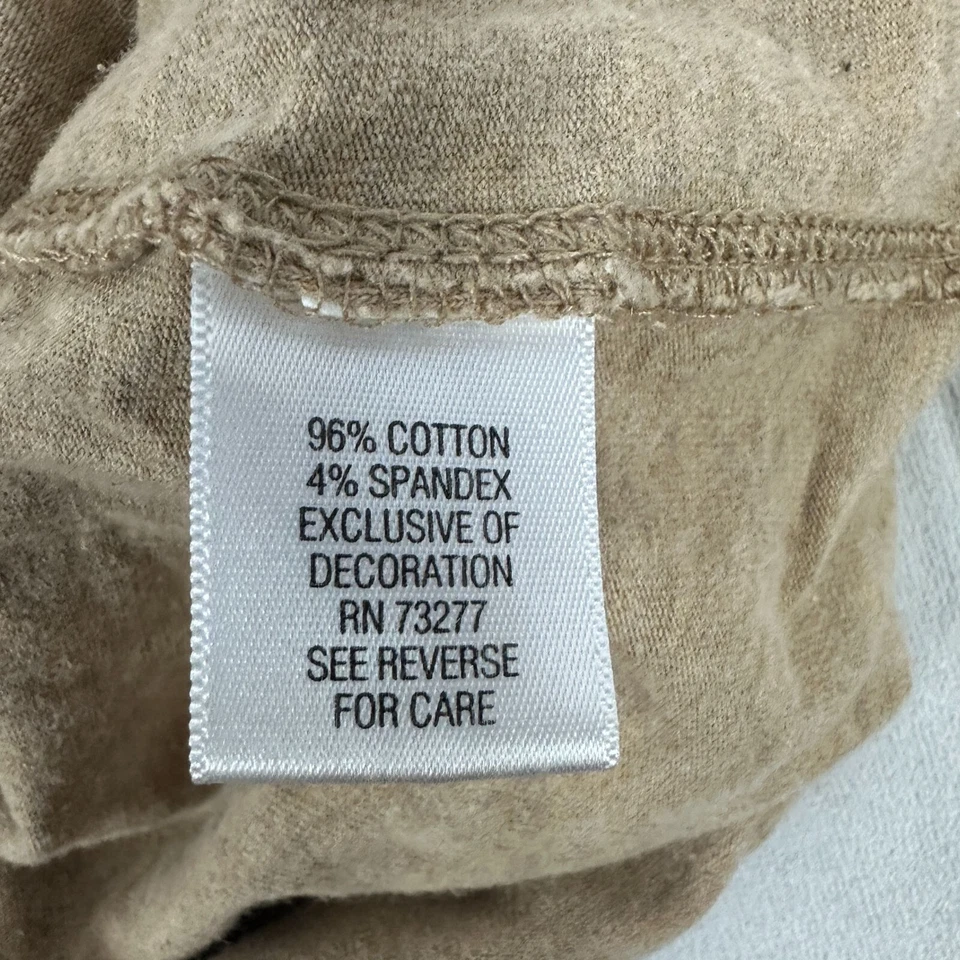 96% COTTON
4% SPANDEX
EXCLUSIVE OF
DECORATION
RN 73277
SEE REVERSE
FOR CARE